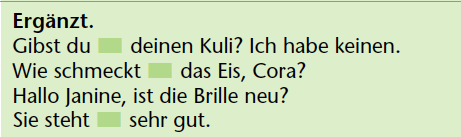 Ergänzt.
Gibst du deinen Kuli? Ich habe keinen.
Wie schmeckt das Eis, Cora?
Hallo Janine, ist die Brille neu?
Sie steht sehr gut.